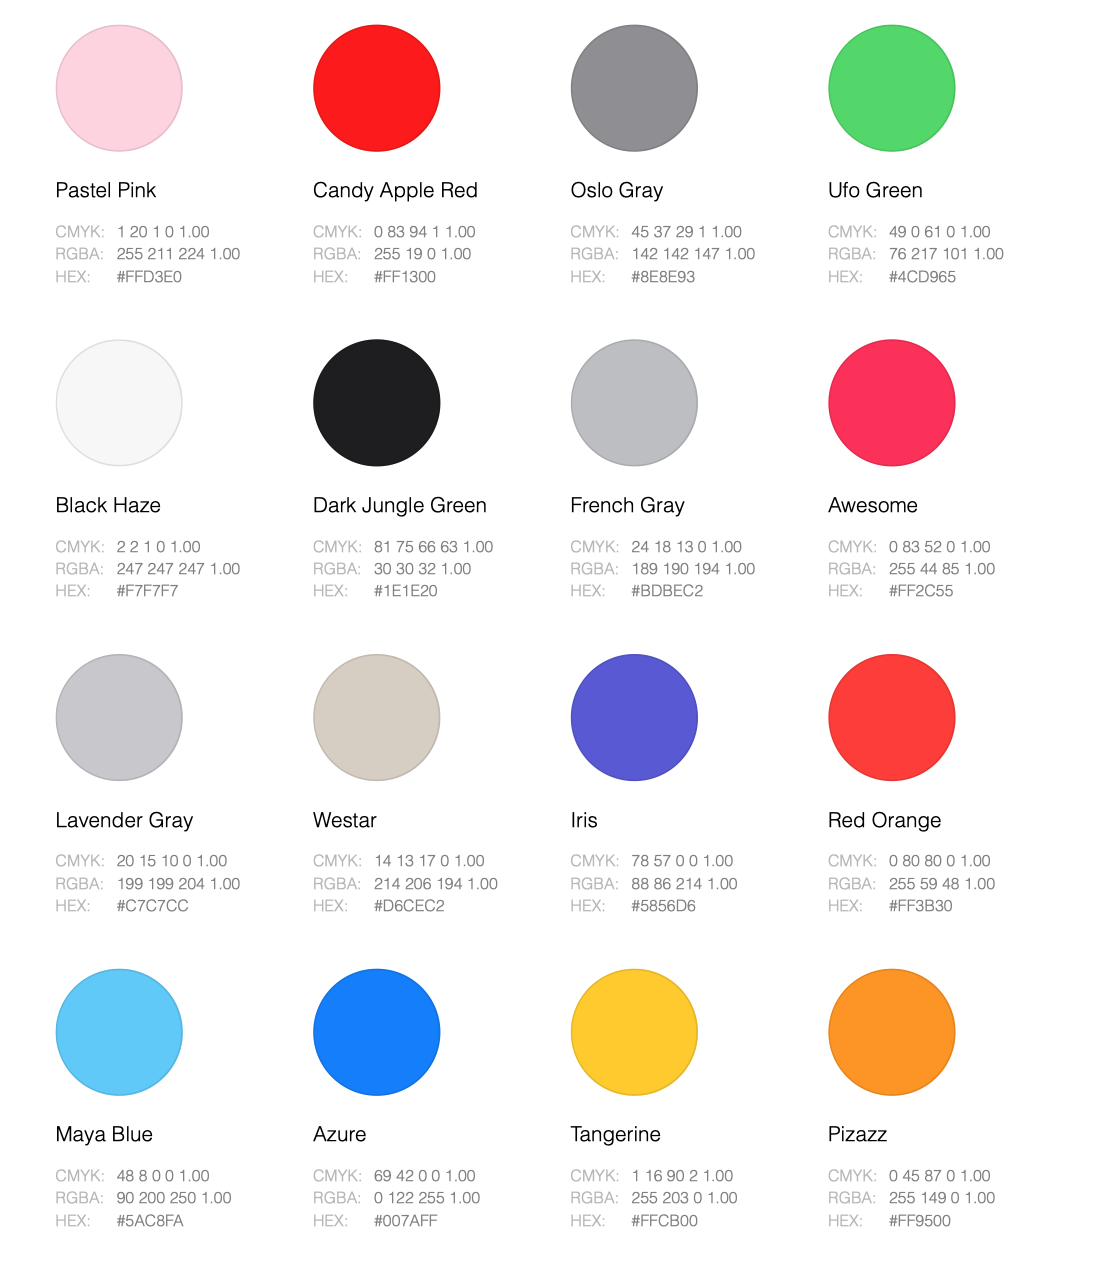 Pastel Pink
CMYK: 1 20 1 0 1.00
RGBA: 255 211 224 1.00
HEX: #FFD3E0
Candy Apple Red
CMYK: 0 83 94 1 1.00
RGBA: 255 19 0 1.00
HEX: #FF1300
Oslo Gray
CMYK: 45 37 29 1 1.00
RGBA: 142 142 147 1.00
HEX: #8E8E93
Ufo Green
CMYK: 49 0 61 0 1.00
RGBA: 76 217 101 1.00
HEX: #4CD965
Black Haze
CMYK: 2 2 1 0 1.00
RGBA: 247 247 247 1.00
HEX: #F7F7F7
Dark Jungle Green
CMYK: 81 75 66 63 1.00
RGBA: 30 30 32 1.00
HEX: #1E1E20
French Gray
CMYK: 24 18 13 0 1.00
RGBA: 189 190 194 1.00
HEX: #BDBEC2
Awesome
CMYK: 0 83 52 0 1.00
RGBA: 255 44 85 1.00
HEX: #FF2C55
Lavender Gray
CMYK: 20 15 10 0 1.00
RGBA: 199 199 204 1.00
HEX: #C7C7CC
Westar
CMYK: 14 13 17 0 1.00
RGBA: 214 206 194 1.00
HEX: #D6CEC2
Iris
CMYK: 78 57 0 0 1.00
RGBA: 88 86 214 1.00
HEX: #5856D6
Red Orange
CMYK: 0 80 80 0 1.00
RGBA: 255 59 48 1.00
HEX: #FF3B30
Maya Blue
CMYK: 48 8 0 0 1.00
RGBA: 90 200 250 1.00
HEX: #5AC8FA
Azure
CMYK: 69 42 0 0 1.00
RGBA: 0 122 255 1.00
HEX: #007AFF
Tangerine
CMYK: 1 16 90 2 1.00
RGBA: 255 203 0 1.00
HEX: #FFCB00
Pizazz
CMYK: 0 45 87 0 1.00
RGBA: 255 149 0 1.00
HEX: #FF9500